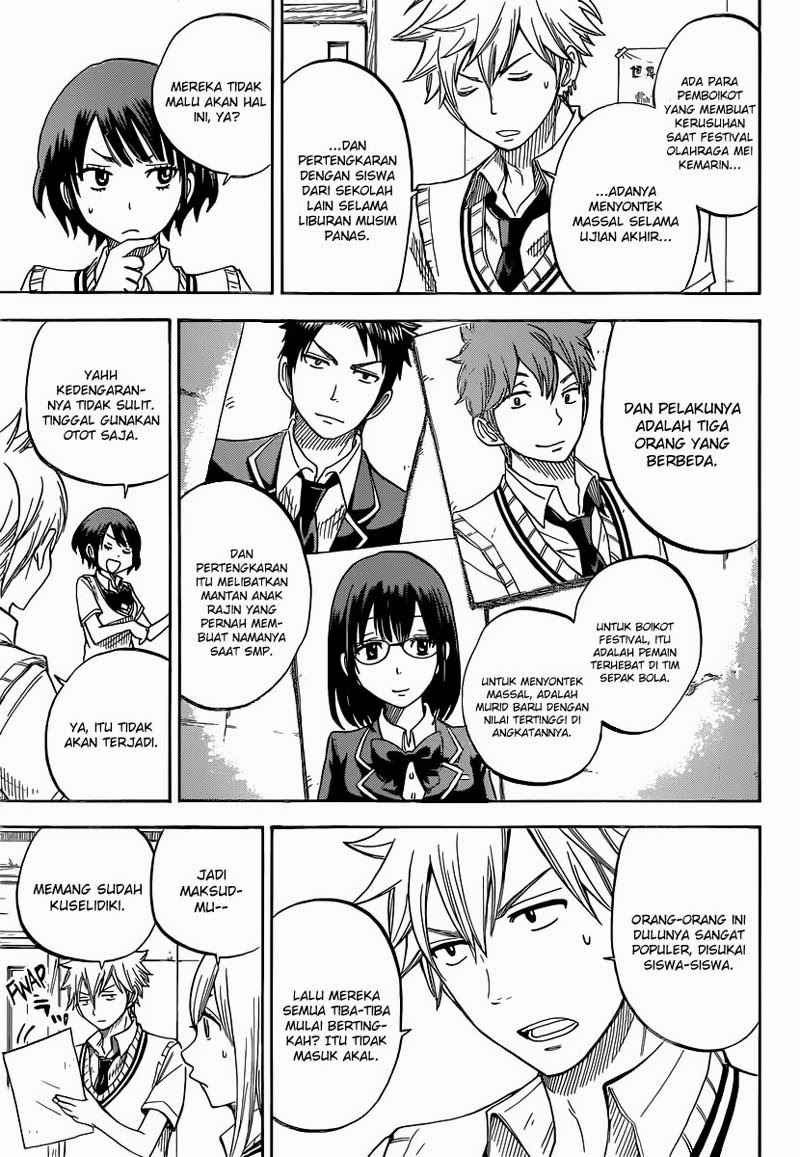 ADA PARA
PEMBOIKOT
YANG MEMBUAT
KERUSUHAN
SAAT FESTIVAL
OLAHRAGA MEI
KEMARIN...
...ADANYA
MENYONTEK
MASSAL SELAMA
UJIAN AKHIR...
...DAN
PERTENGKARAN
DENGAN SISWA
DARI SEKOLAH
LAIN SELAMA
LIBURAN MUSIM
PANAS.
MEREKA TIDAK
MALU AKAN HAL
INI, YA?
DAN PELAKUNYA
ADALAH TIGA
ORANG YANG
BERBEDA.
UNTUK BOIKOT
FESTIVAL, ITU
ADALAH PEMAIN
TERHEBAT DI TIM
SEPAK BOLA.
UNTUK MENYONTEK
MASSAL, ADALAH
MURID BARU DENGAN
NILAI TERTINGGI DI
ANGKATANNYA.
DAN
PERTENGKARAN
ITU MELIBATKAN
MANTAN ANAK
RAJIN YANG
PERNAH MEM-
BUAT NAMANYA
SAAT SMP.
YAHH
KEDENGARAN-
NYA TIDAK SULIT.
TINGGAL GUNAKAN
OTOT SAJA.
YA, ITU TIDAK
AKAN TERJADI.
ORANG-ORANG INI
DULUNYA SANGAT
POPULER, DISUKAI
SISWA-SISWA.
LALU MEREKA
SEMUA TIBA-TIBA
MULAI BERTING-
KAH? ITU TIDAK
MASUK AKAL.
JADI
MAKSUD-
MU--
MEMANG SUDAH
KUSELIDIKI.
FWAP